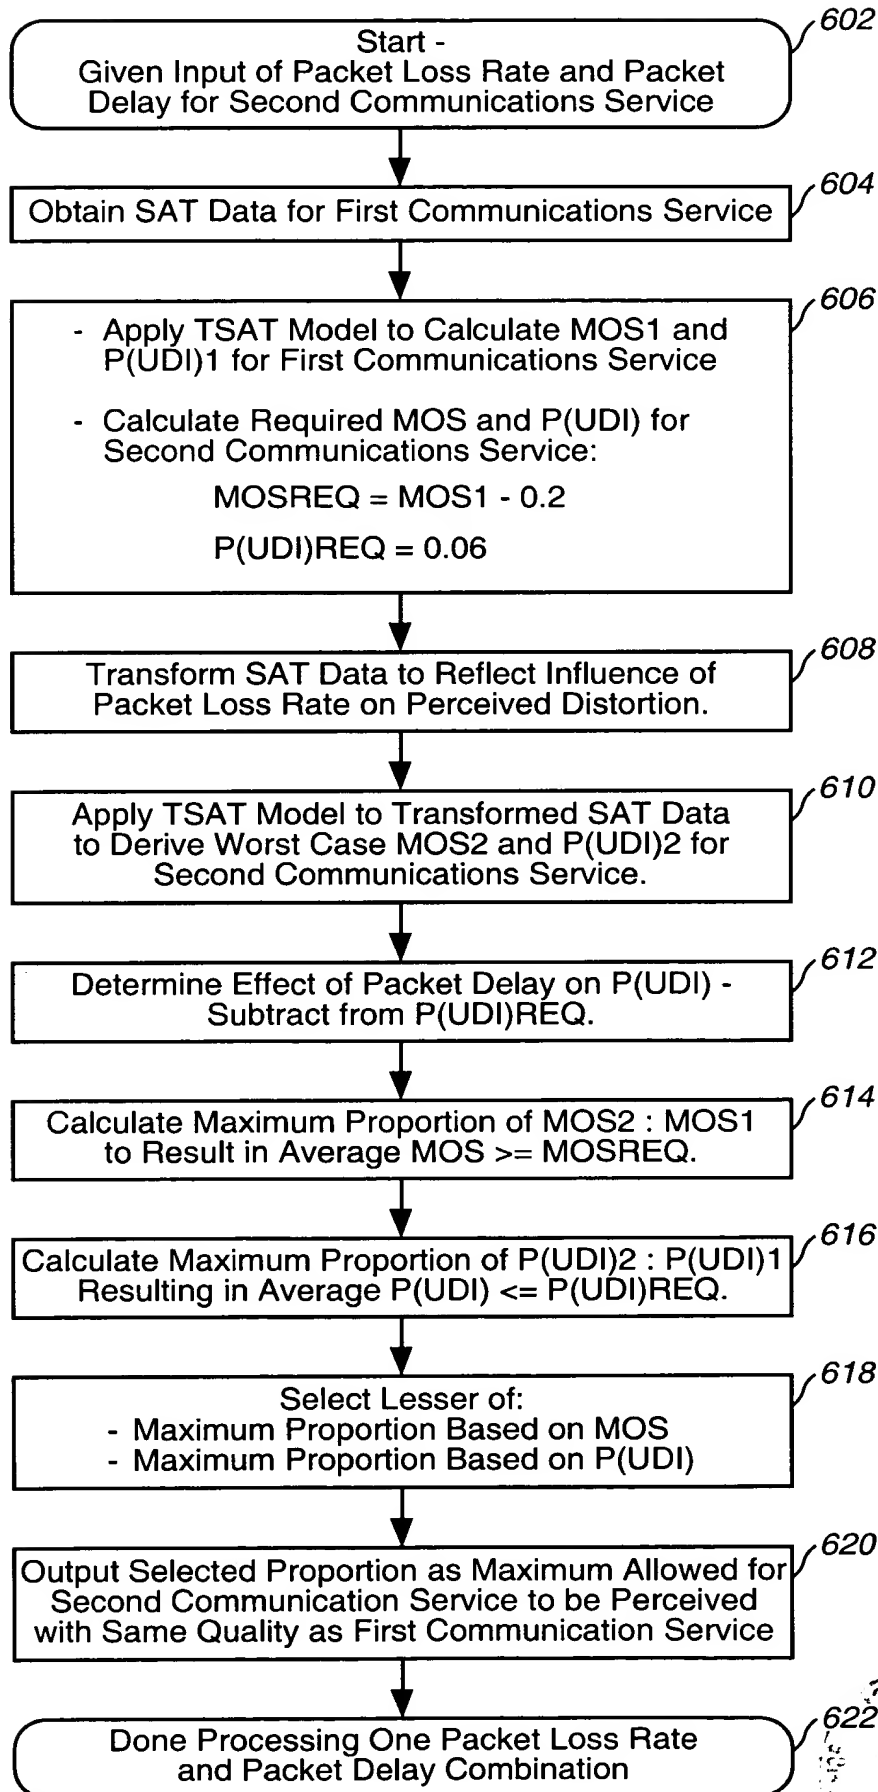 602
Start -
Given Input of Packet Loss Rate and Packet
Delay for Second Communications Service
604
Obtain SAT Data for First Communications Service
606
- Apply TSAT Model to Calculate MOS1 and
P(UDI)1 for First Communications Service
- Calculate Required MOS and P(UDI) for
Second Communications Service:
MOSREQ = MOS1 - 0.2
P(UDI)REQ = 0.06
608
Transform SAT Data to Reflect Influence of
Packet Loss Rate on Perceived Distortion.
610
Apply TSAT Model to Transformed SAT Data
to Derive Worst Case MOS2 and P(UDI)2 for
Second Communications Service.
612
Determine Effect of Packet Delay on P(UDI) -
Subtract from P(UDI)REQ.
614
Calculate Maximum Proportion of MOS2 : MOS1
to Result in Average MOS >= MOSREQ.
616
Calculate Maximum Proportion of P(UDI)2 : P(UDI)1
Resulting in Average P(UDI) <= P(UDI)REQ.
618
Select Lesser of:
- Maximum Proportion Based on MOS
- Maximum Proportion Based on P(UDI)
620
Output Selected Proportion as Maximum Allowed for
Second Communication Service to be Perceived
with Same Quality as First Communication Service
622
Done Processing One Packet Loss Rate
and Packet Delay Combination